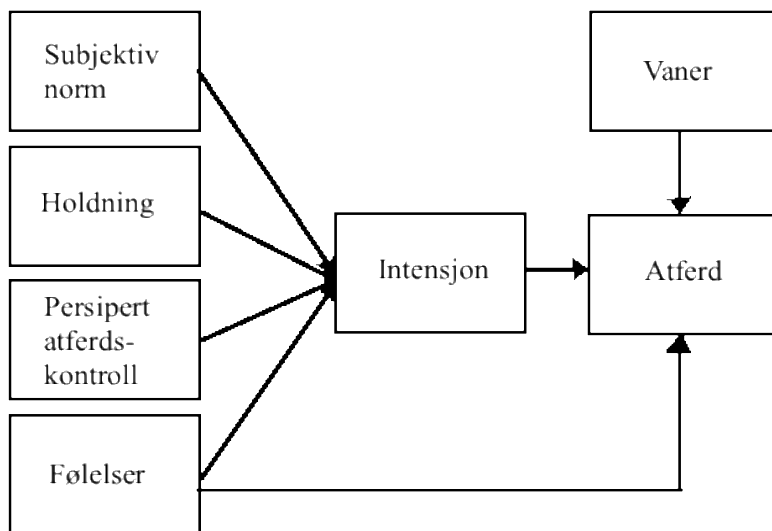 Subjektiv
norm
Holdning
Persipert
atferds-
kontroll
Følelser
Intensjon
Vaner
Atferd